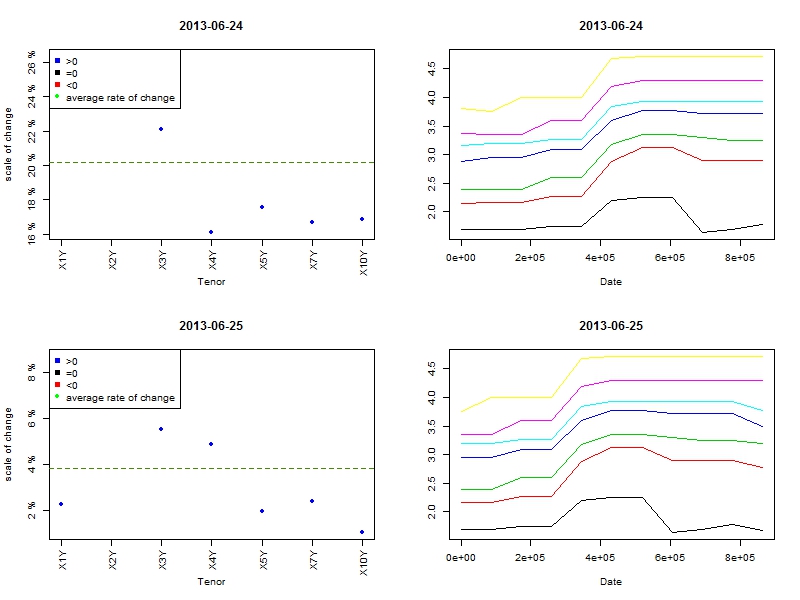 2013-06-24
26 %
24 %
22 %
20 %
18 %
16 %
scale of change
>0
=0
<0
average rate of change
X1Y
X2Y
X3Y
X4Y
X5Y
X7Y
X10Y
Tenor
2013-06-24
4.5
4.0
3.5
3.0
2.5
2.0
0e+00
2e+05
4e+05
6e+05
8e+05
Date
2013-06-25
8 %
6 %
4 %
2 %
scale of change
>0
=0
<0
average rate of change
X1Y
X2Y
X3Y
X4Y
X5Y
X7Y
X10Y
Tenor
2013-06-25
4.5
4.0
3.5
3.0
2.5
2.0
0e+00
2e+05
4e+05
6e+05
8e+05
Date